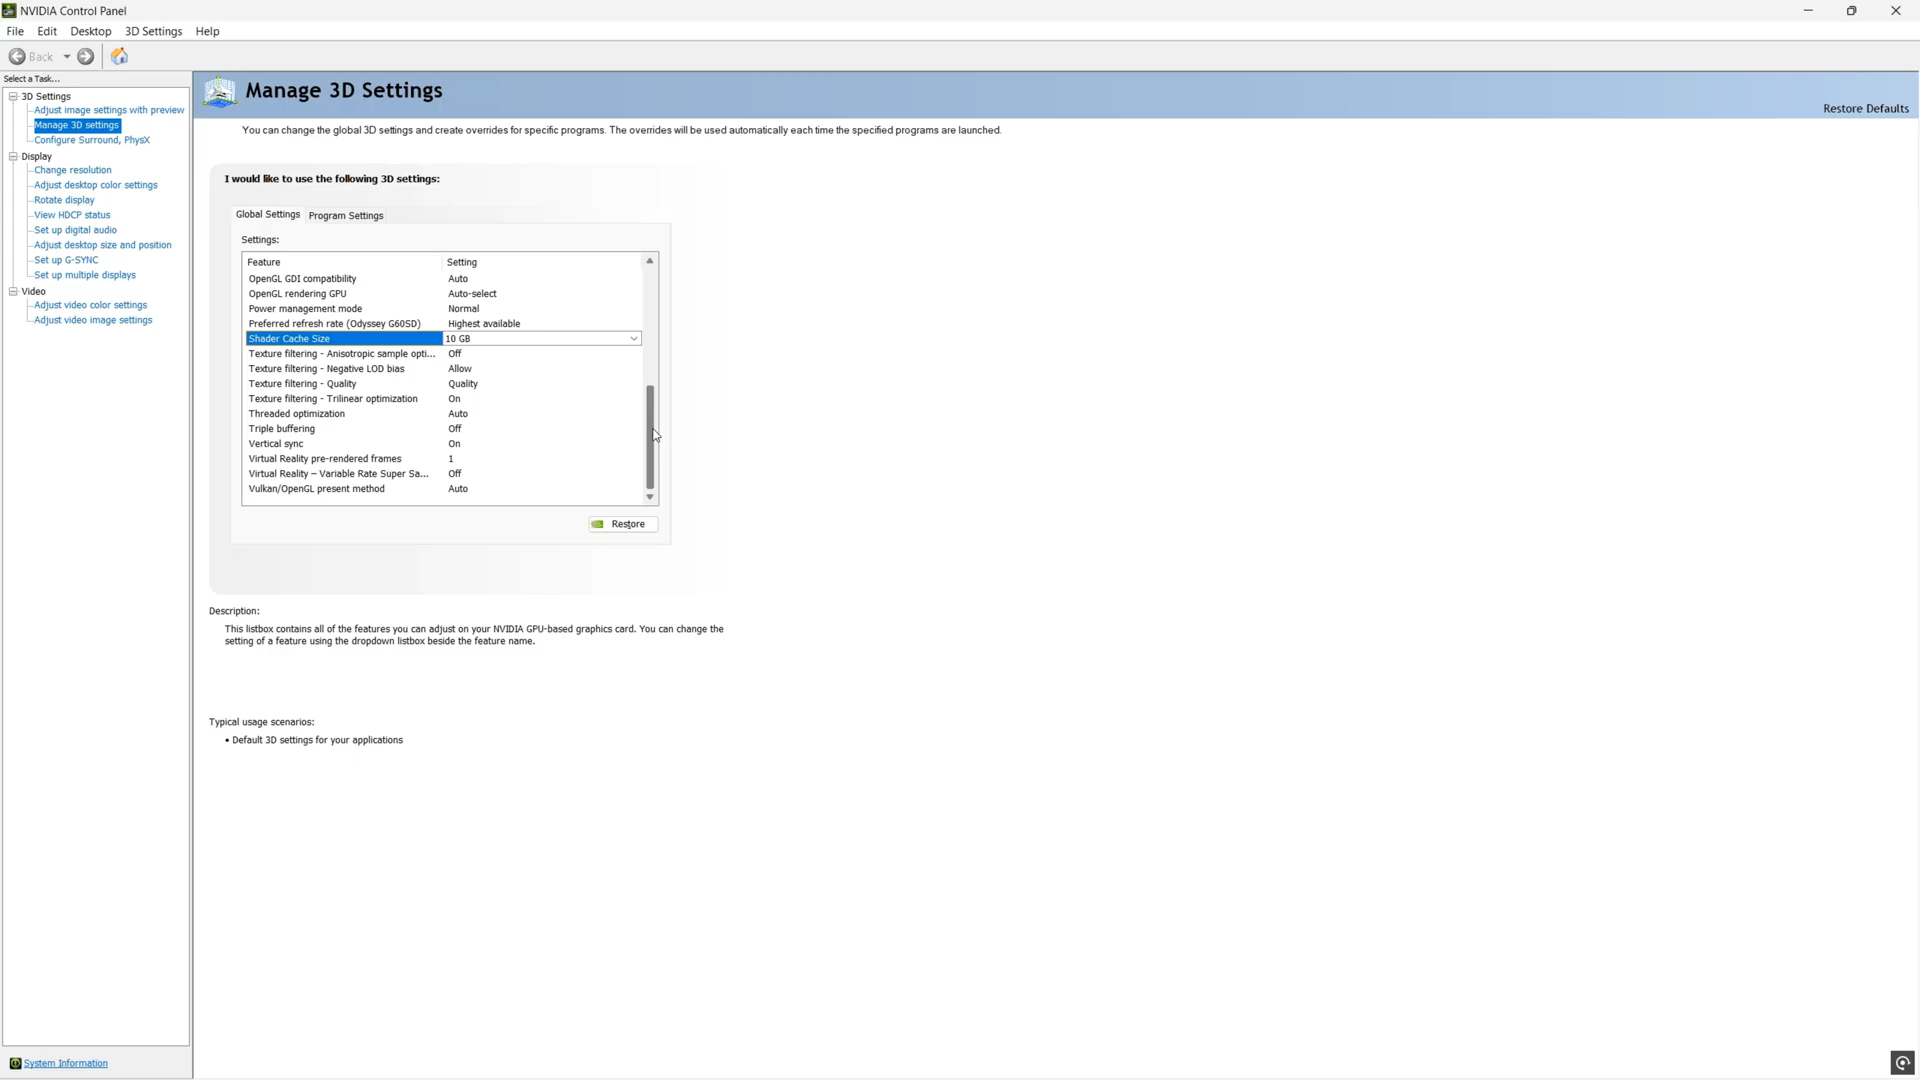 NVIDIA Control Panel
File Edit Desktop 3D Settings Help
Back
Select a Task...
3D Settings
Adjust image settings with preview
Manage 3D settings
Configure Surround, PhysX
Display
Change resolution
Adjust desktop color settings
Rotate display
View HDCP status
Set up digital audio
Adjust desktop size and position
Set up G-SYNC
Set up multiple displays
Video
Adjust video color settings
Adjust video image settings
System Information
Manage 3D Settings
Restore Defaults
You can change the global 3D settings and create overrides for specific programs. The overrides will be used automatically each time the specified programs are launched.
I would like to use the following 3D settings:
Global Settings Program Settings
Settings:
Feature Setting
OpenGL GDI compatibility Auto
OpenGL rendering GPU Auto-select
Power management mode Normal
Preferred refresh rate (Odyssey G60SD) Highest available
Shader Cache Size 10 GB
Texture filtering - Anisotropic sample opti... Off
Texture filtering - Negative LOD bias Allow
Texture filtering - Quality Quality
Texture filtering - Trilinear optimization On
Threaded optimization Auto
Triple buffering Off
Vertical sync On
Virtual Reality pre-rendered frames 1
Virtual Reality – Variable Rate Super Sa... Off
Vulkan/OpenGL present method Auto
Restore
Description:
This listbox contains all of the features you can adjust on your NVIDIA GPU-based graphics card. You can change the
setting of a feature using the dropdown listbox beside the feature name.
Typical usage scenarios:
• Default 3D settings for your applications